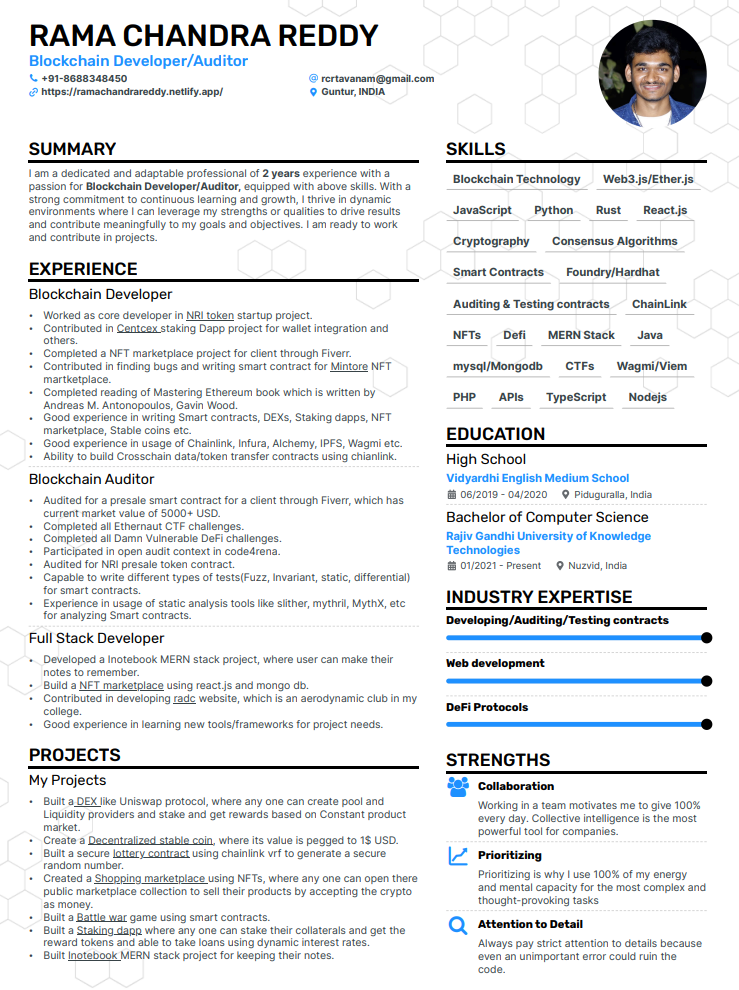 RAMA CHANDRA REDDY
Blockchain Developer/Auditor
+91-8688348450
rcrtavanam@gmail.com
https://ramachandrareddy.netlify.app/
Guntur, INDIA
SUMMARY
I am a dedicated and adaptable professional of 2 years experience with a
passion for Blockchain Developer/Auditor, equipped with above skills. With a
strong commitment to continuous learning and growth, I thrive in dynamic
environments where I can leverage my strengths or qualities to drive results
and contribute meaningfully to my goals and objectives. I am ready to work
and contribute in projects.
EXPERIENCE
Blockchain Developer
• Worked as core developer in NRI token startup project.
• Contributed in Centcex staking Dapp project for wallet integration and
others.
• Completed a NFT marketplace project for client through Fiverr.
• Contributed in finding bugs and writing smart contract for Mintore NFT
martketplace.
• Completed reading of Mastering Ethereum book which is written by
Andreas M. Antonopoulos, Gavin Wood.
• Good experience in writing Smart contracts, DEXs, Staking dapps, NFT
marketplace, Stable coins etc.
• Good experience in usage of Chainlink, Infura, Alchemy, IPFS, Wagmi etc.
• Ability to build Crosschain data/token transfer contracts using chianlink.
Blockchain Auditor
• Audited for a presale smart contract for a client through Fiverr, which has
current market value of 5000+ USD.
• Completed all Ethernaut CTF challenges.
• Completed all Damn Vulnerable DeFi challenges.
• Participated in open audit context in code4rena.
• Audited for NRI presale token contract.
• Capable to write different types of tests(Fuzz, Invariant, static, differential)
for smart contracts.
• Experience in usage of static analysis tools like slither, mythril, MythX, etc
for analyzing Smart contracts.
Full Stack Developer
• Developed a Inotebook MERN stack project, where user can make their
notes to remember.
• Build a NFT marketplace using react.js and mongo db.
• Contributed in developing radc website, which is an aerodynamic club in my
college.
• Good experience in learning new tools/frameworks for project needs.
PROJECTS
My Projects
• Built a DEX like Uniswap protocol, where any one can create pool and
Liquidity providers and stake and get rewards based on Constant product
market.
• Create a Decentralized stable coin, where its value is pegged to 1$ USD.
• Built a secure lottery contract using chainlink vrf to generate a secure
random number.
• Created a Shopping marketplace using NFTs, where any one can open there
public marketplace collection to sell their products by accepting the crypto
as money.
• Built a Battle war game using smart contracts.
• Built a Staking dapp where any one can stake their collaterals and get the
reward tokens and able to take loans using dynamic interest rates.
• Built Inotebook MERN stack project for keeping their notes.
SKILLS
Blockchain Technology Web3.js/Ether.js
JavaScript Python Rust React.js
Cryptography Consensus Algorithms
Smart Contracts Foundry/Hardhat
Auditing & Testing contracts ChainLink
NFTs Defi MERN Stack Java
mysql/Mongodb CTFs Wagmi/Viem
PHP APIs TypeScript Nodejs
EDUCATION
High School
Vidyardhi English Medium School
06/2019 - 04/2020 Piduguralla, India
Bachelor of Computer Science
Rajiv Gandhi University of Knowledge
Technologies
01/2021 - Present Nuzvid, India
INDUSTRY EXPERTISE
Developing/Auditing/Testing contracts
Web development
DeFi Protocols
STRENGTHS
Collaboration
Working in a team motivates me to give 100%
every day. Collective intelligence is the most
powerful tool for companies.
Prioritizing
Prioritizing is why I use 100% of my energy
and mental capacity for the most complex and
thought-provoking tasks
Attention to Detail
Always pay strict attention to details because
even an unimportant error could ruin the
code.